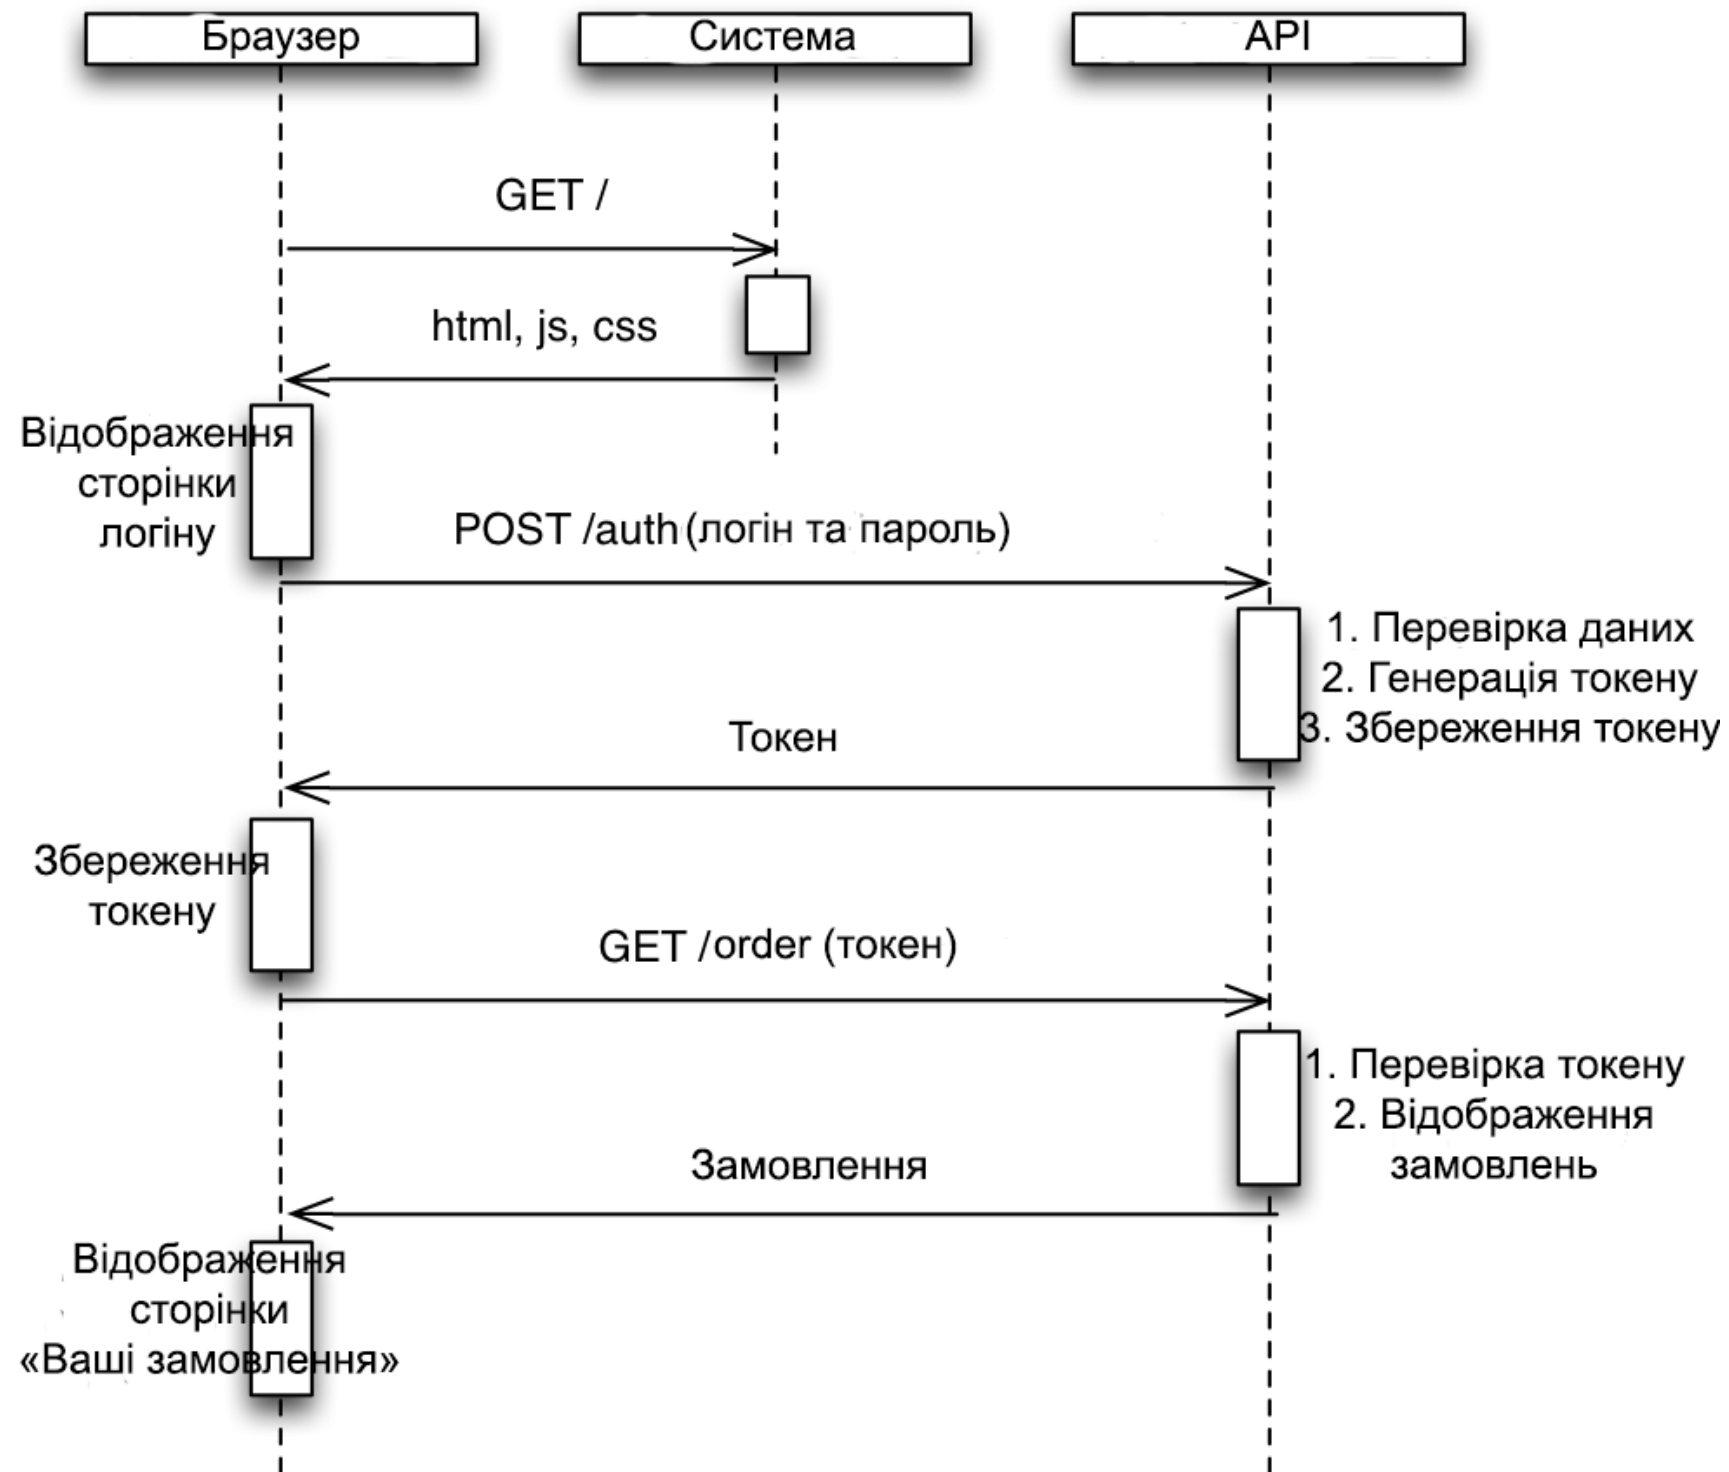 Браузер
Система
API
GET /
html, js, css
Відображення
сторінки
логіну
POST /auth (логін та пароль)
1. Перевірка даних
2. Генерація токену
3. Збереження токену
Токен
Збереження
токену
GET /order (токен)
1. Перевірка токену
2. Відображення
замовлень
Замовлення
Відображення
сторінки
«Ваші замовлення»